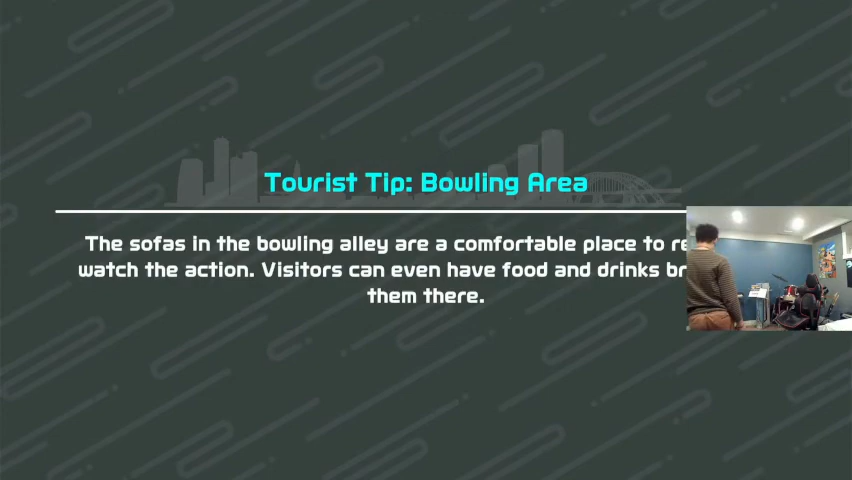 Tourist Tip: Bowling Area
The sofas in the bowling alley are a comfortable place to
watch the action. Visitors can even have food and drinks
them there.